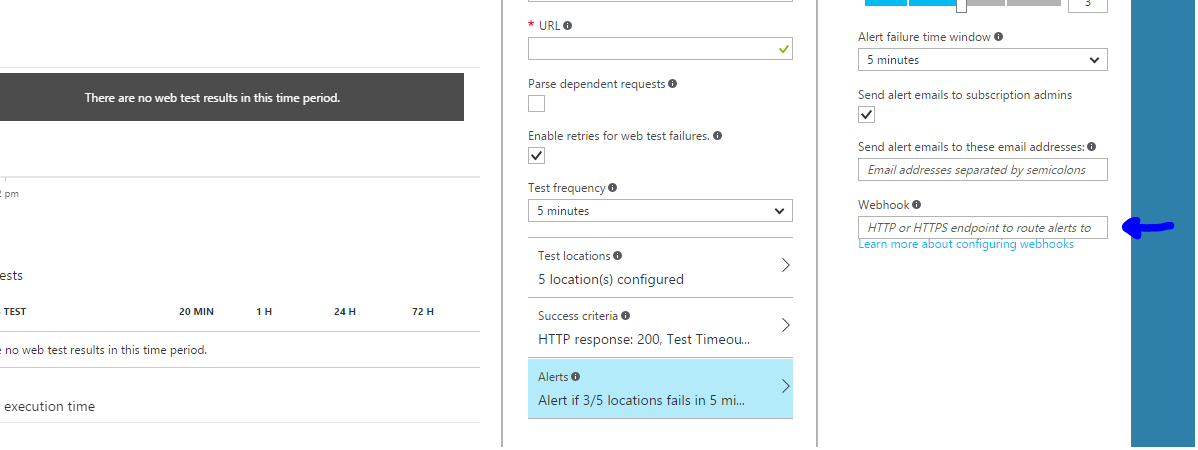 There are no web test results in this time period.
pm
ests
TEST 20 MIN 1 H 24 H 72 H
no web test results in this time period.
execution time
* URL
Parse dependent requests
Enable retries for web test failures.
Test frequency
5 minutes
Test locations
5 location(s) configured
Success criteria
HTTP response: 200, Test Timeou...
Alerts
Alert if 3/5 locations fails in 5 mi...
3
Alert failure time window
5 minutes
Send alert emails to subscription admins
Send alert emails to these email addresses:
Email addresses separated by semicolons
Webhook
HTTP or HTTPS endpoint to route alerts to
Learn more about configuring webhooks